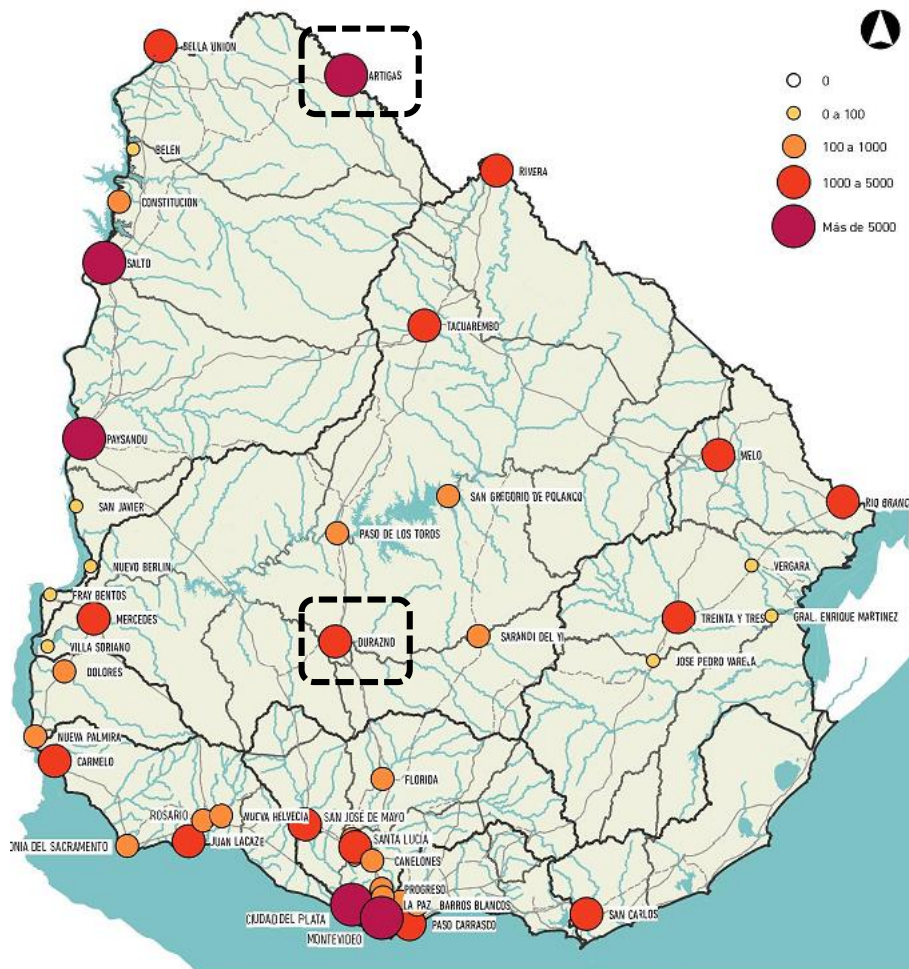 BELLA UNION
ARTIGAS
0
0 a 100
BELEN
100 a 1000
RIVERA
1000 a 5000
CONSTITUCION
Más de 5000
SALTO
TACUAREMBO
PAYSANDU
MELO
SAN GREGORIO DE POLANCO
RIO BRANC
SAN JAVIER
PASO DE LOS TOROS
NUEVO BERLIN
VERGARA
FRAY BENTOS
MERCEDES
TREINTA Y TRES
GRAL. ENRIQUE MARTINEZ
DURAZNO
SARANDI DEL YI
VILLA SORIANO
JOSE PEDRO VARELA
DOLORES
NUEVA PALMIRA
CARMELO
FLORIDA
ROSARIO
NUEVA HELVECIA
SAN JOSE DE MAYO
JUAN LACAZE
SANTA LUCÍA
ONIA DEL SACRAMENTO
CANELONES
PROGRESO
LA PAZ
BARROS BLANCOS
CIUDAD DEL PLATA
SAN CARLOS
PASO CARRASCO
MONTEVIDEO